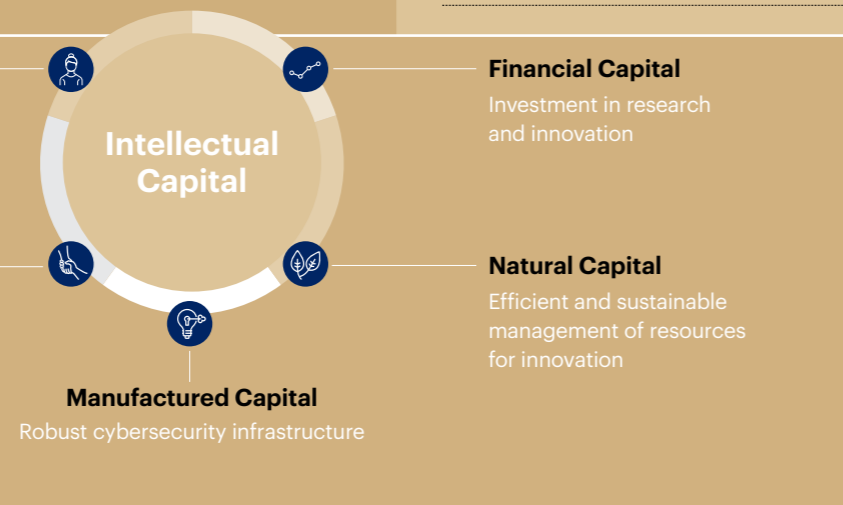 Intellectual
Capital
Financial Capital
Investment in research
and innovation
Natural Capital
Efficient and sustainable
management of resources
for innovation
Manufactured Capital
Robust cybersecurity infrastructure